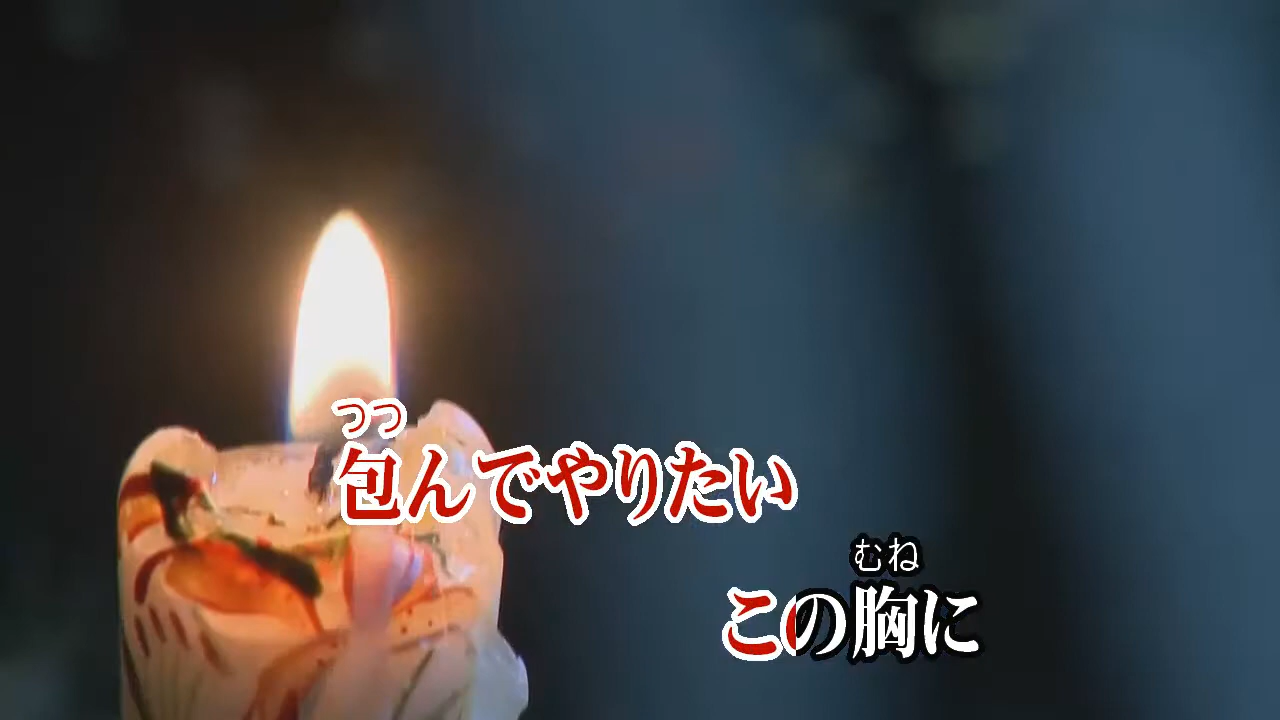 つつ
包んでやりたい
むね
この胸に